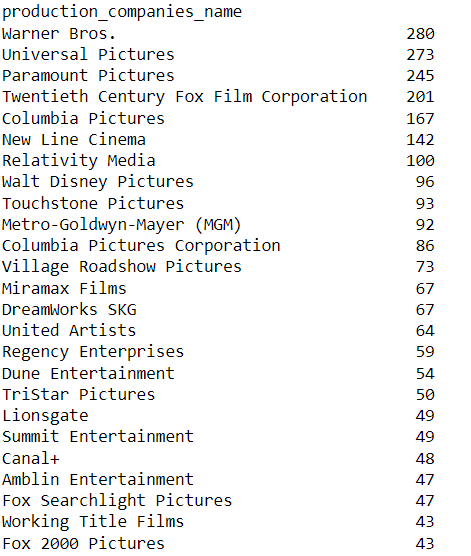 production_companies_name
Warner Bros. 280
Universal Pictures 273
Paramount Pictures 245
Twentieth Century Fox Film Corporation 201
Columbia Pictures 167
New Line Cinema 142
Relativity Media 100
Walt Disney Pictures 96
Touchstone Pictures 93
Metro-Goldwyn-Mayer (MGM) 92
Columbia Pictures Corporation 86
Village Roadshow Pictures 73
Miramax Films 67
DreamWorks SKG 67
United Artists 64
Regency Enterprises 59
Dune Entertainment 54
TriStar Pictures 50
Lionsgate 49
Summit Entertainment 49
Canal+ 48
Amblin Entertainment 47
Fox Searchlight Pictures 47
Working Title Films 43
Fox 2000 Pictures 43